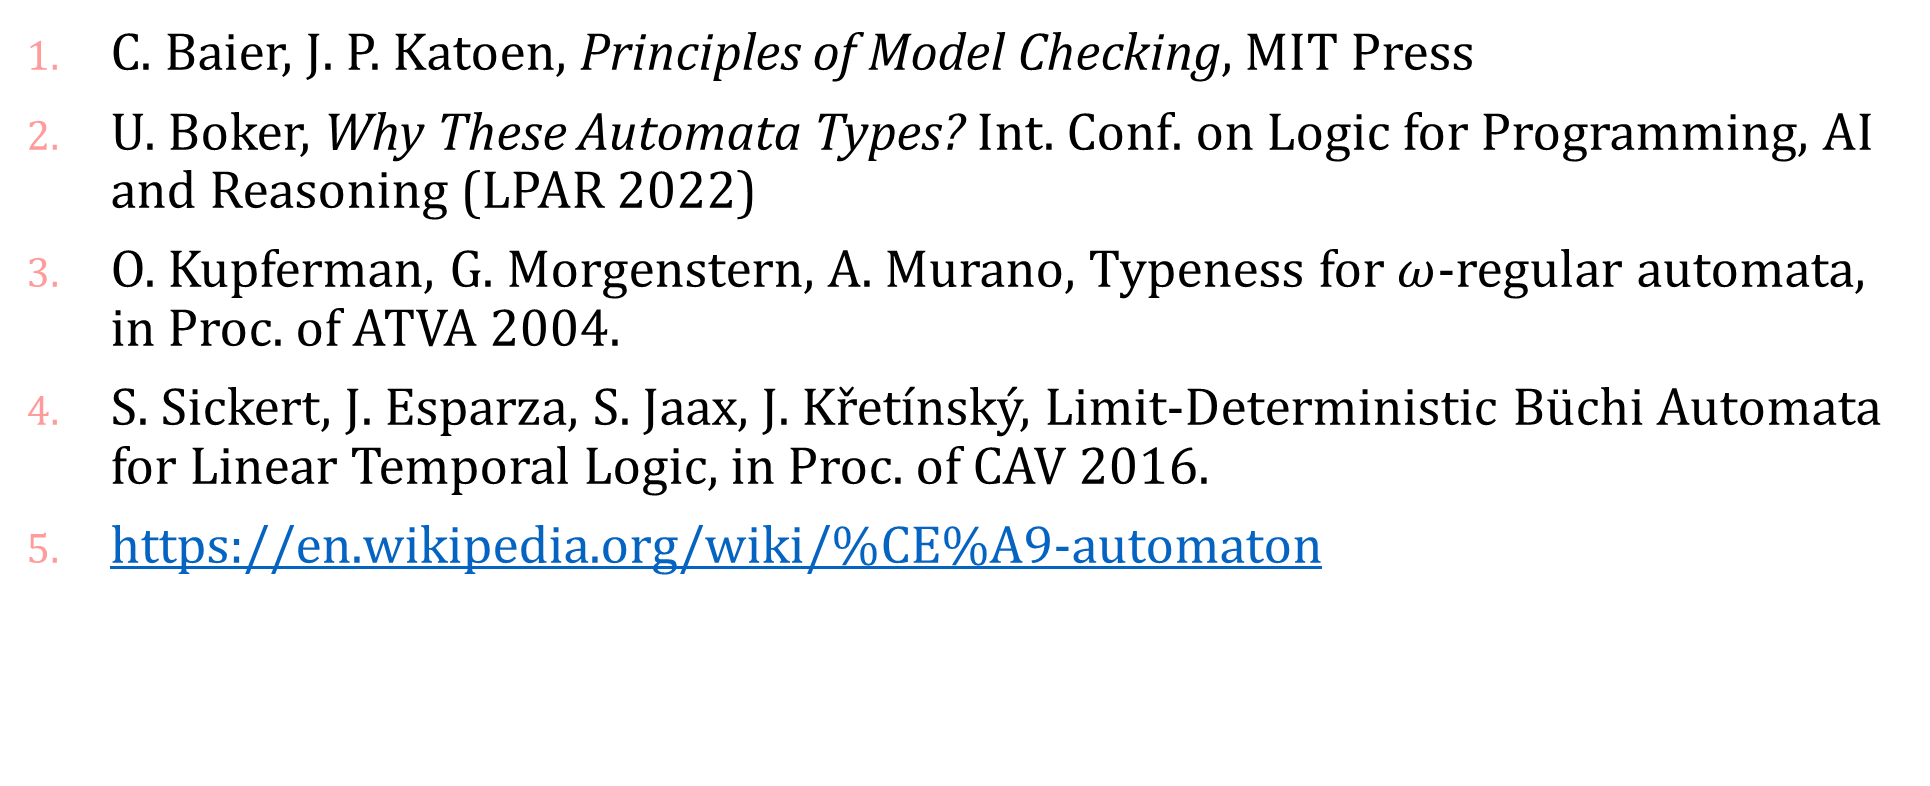 1. C. Baier, J. P. Katoen, Principles of Model Checking, MIT Press
2. U. Boker, Why These Automata Types? Int. Conf. on Logic for Programming, AI
and Reasoning (LPAR 2022)
3. O. Kupferman, G. Morgenstern, A. Murano, Typeness for ω-regular automata,
in Proc. of ATVA 2004.
4. S. Sickert, J. Esparza, S. Jaax, J. Křetínský, Limit-Deterministic Büchi Automata
for Linear Temporal Logic, in Proc. of CAV 2016.
5. https://en.wikipedia.org/wiki/%CE%A9-automaton